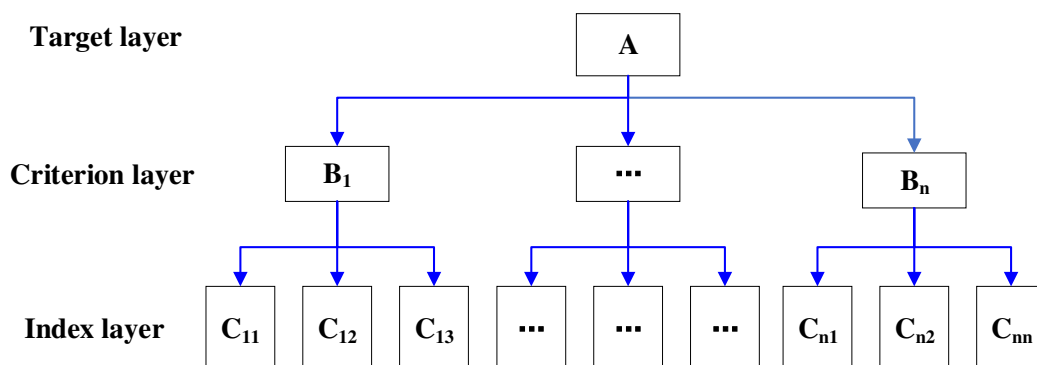 Target layer
A
Criterion layer
B₁
...
Bₙ
Index layer
C₁₁
C₁₂
C₁₃
...
...
...
Cₙ₁
Cₙ₂
Cₙₙ